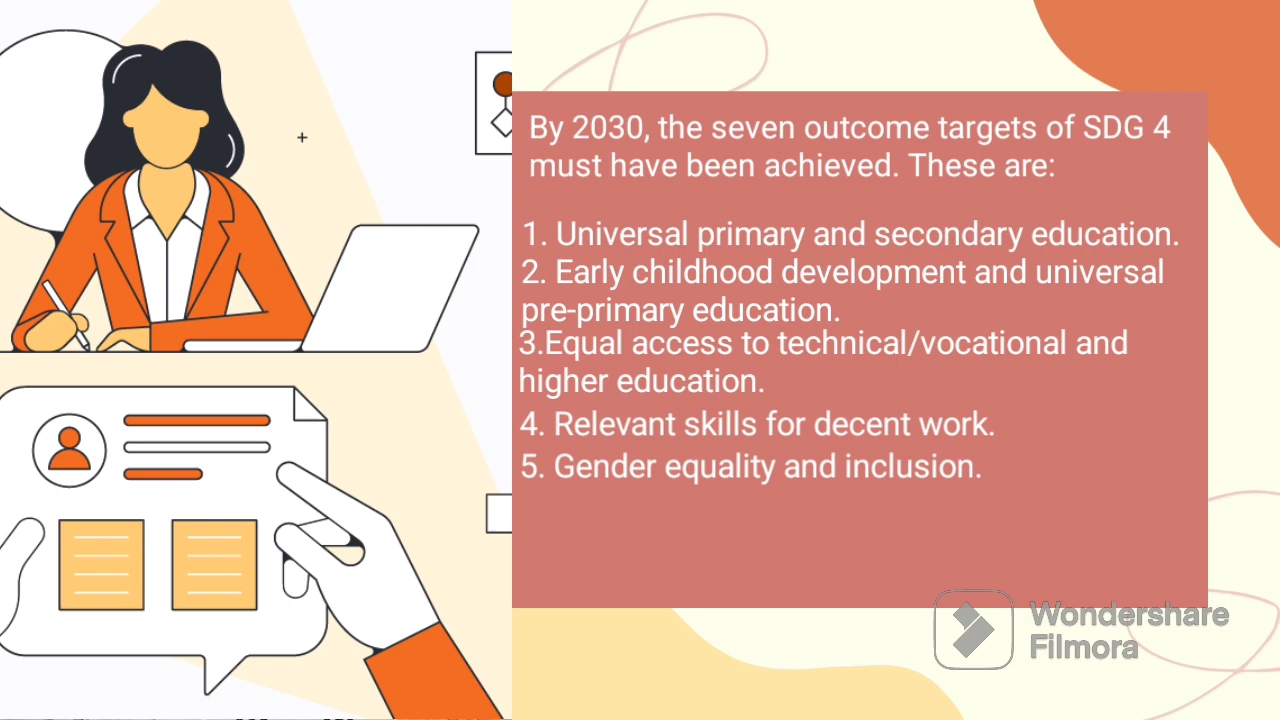 By 2030, the seven outcome targets of SDG 4
must have been achieved. These are:
1. Universal primary and secondary education.
2. Early childhood development and universal
pre-primary education.
3.Equal access to technical/vocational and
higher education.
4. Relevant skills for decent work.
5. Gender equality and inclusion.
Wondershare
Filmora